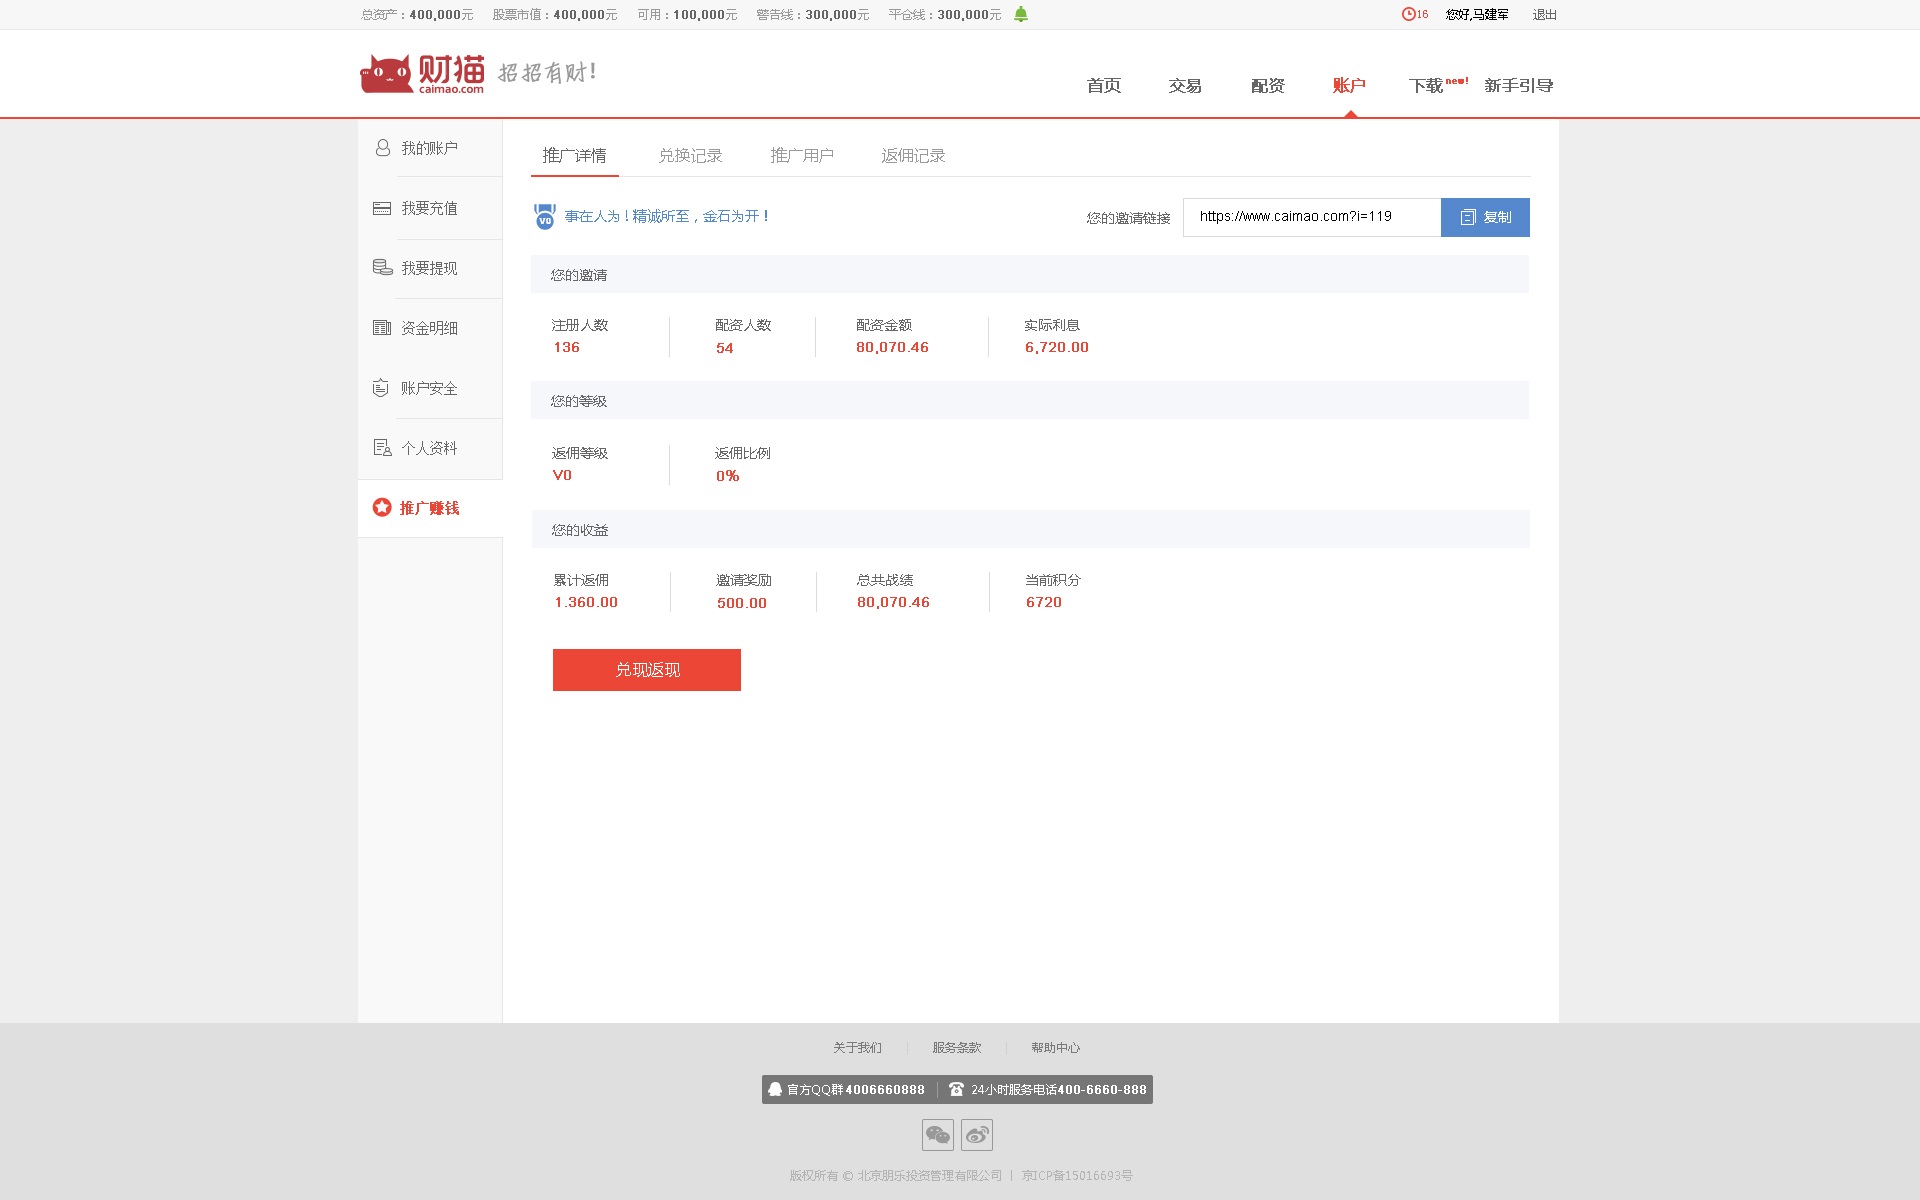 总资产：400,000元 股票市值：400,000元 可用：100,000元 警告线：300,000元 平仓线：300,000元 16 您好,马建军 退出
财猫 caimao.com 招招有财!
首页 交易 配资 账户 下载 new! 新手引导
我的账户
我要充值
我要提现
资金明细
账户安全
个人资料
推广赚钱
推广详情 兑换记录 推广用户 返佣记录
V0 事在人为！精诚所至，金石为开！ 您的邀请链接 https://www.caimao.com?i=119 复制
您的邀请
注册人数 配资人数 配资金额 实际利息
136 54 80,070.46 6,720.00
您的等级
返佣等级 返佣比例
V0 0%
您的收益
累计返佣 邀请奖励 总共战绩 当前积分
1.360.00 500.00 80,070.46 6720
兑现返现
关于我们 服务条款 帮助中心
官方QQ群4006660888 24小时服务电话400-6660-888
版权所有 © 北京朋乐投资管理有限公司 | 京ICP备15016693号